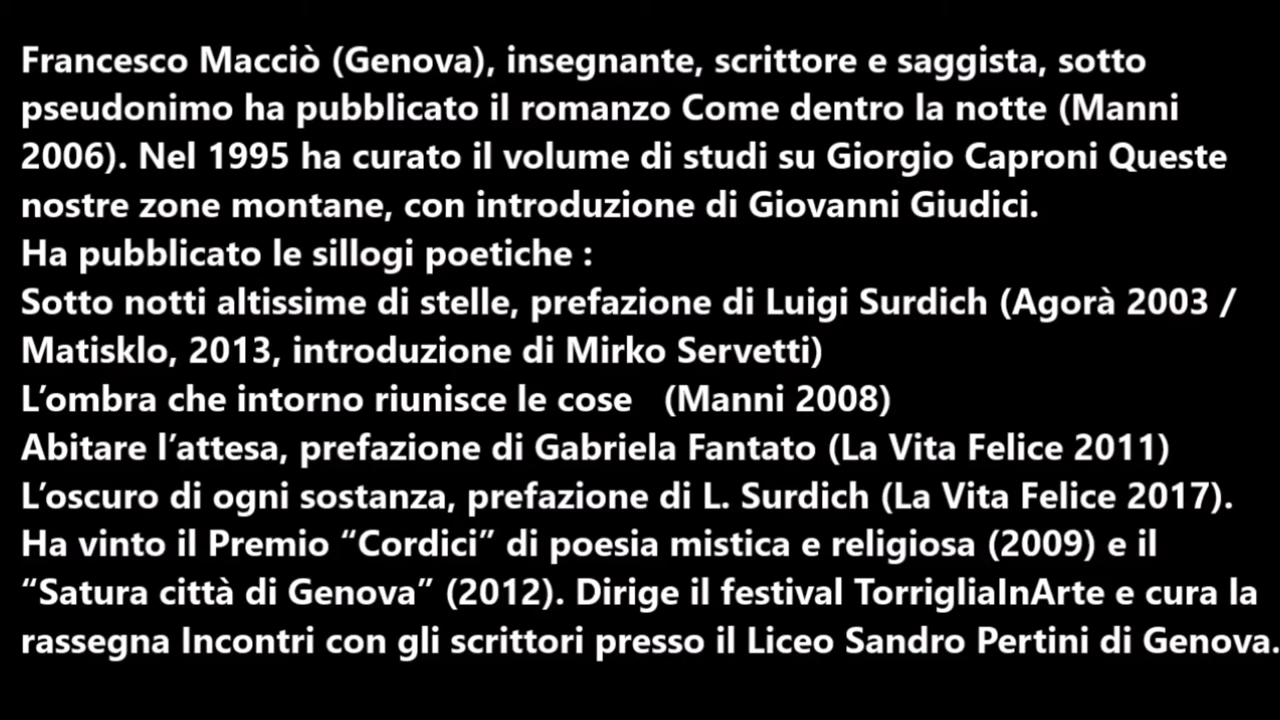 Francesco Macciò (Genova), insegnante, scrittore e saggista, sotto
pseudonimo ha pubblicato il romanzo Come dentro la notte (Manni
2006). Nel 1995 ha curato il volume di studi su Giorgio Caproni Queste
nostre zone montane, con introduzione di Giovanni Giudici.
Ha pubblicato le sillogi poetiche :
Sotto notti altissime di stelle, prefazione di Luigi Surdich (Agorà 2003 /
Matisklo, 2013, introduzione di Mirko Servetti)
L’ombra che intorno riunisce le cose   (Manni 2008)
Abitare l’attesa, prefazione di Gabriela Fantato (La Vita Felice 2011)
L’oscuro di ogni sostanza, prefazione di L. Surdich (La Vita Felice 2017).
Ha vinto il Premio “Cordici” di poesia mistica e religiosa (2009) e il
“Satura città di Genova” (2012). Dirige il festival TorrigliaInArte e cura la
rassegna Incontri con gli scrittori presso il Liceo Sandro Pertini di Genova.